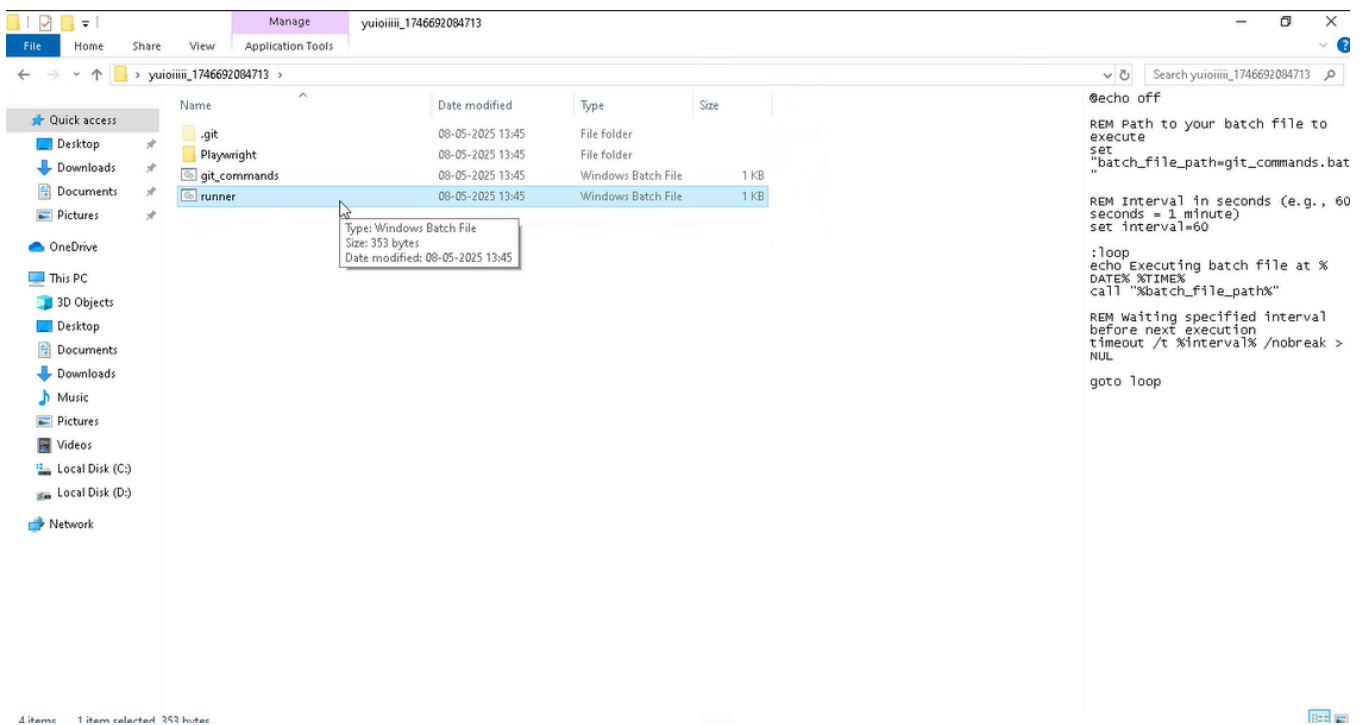 Manage
yuioiiiii_1746692084713
File
Home
Share
View
Application Tools
yuioiiiii_1746692084713
Search yuioiiiii_1746692084713
Quick access
Desktop
Downloads
Documents
Pictures
OneDrive
This PC
3D Objects
Desktop
Documents
Downloads
Music
Pictures
Videos
Local Disk (C:)
Local Disk (D:)
Network
Name Date modified Type Size
.git 08-05-2025 13:45 File folder
Playwright 08-05-2025 13:45 File folder
git_commands 08-05-2025 13:45 Windows Batch File 1 KB
runner 08-05-2025 13:45 Windows Batch File 1 KB
Type: Windows Batch File
Size: 353 bytes
Date modified: 08-05-2025 13:45
@echo off
REM Path to your batch file to
execute
set
"batch_file_path=git_commands.bat
"
REM Interval in seconds (e.g., 60
seconds = 1 minute)
set interval=60
:loop
echo Executing batch file at %
DATE% %TIME%
call "%batch_file_path%"
REM Waiting specified interval
before next execution
timeout /t %interval% /nobreak >
NUL
goto loop
4 items
1 item selected 353 bytes